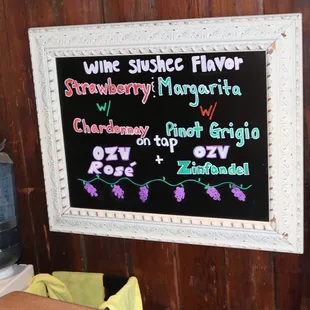 Wine slushee Flavor
Strawberry : Margarita
w/ w/
Chardonnay Pinot Grigio
on tap
OZV OZV
Rosé + Zinfandel